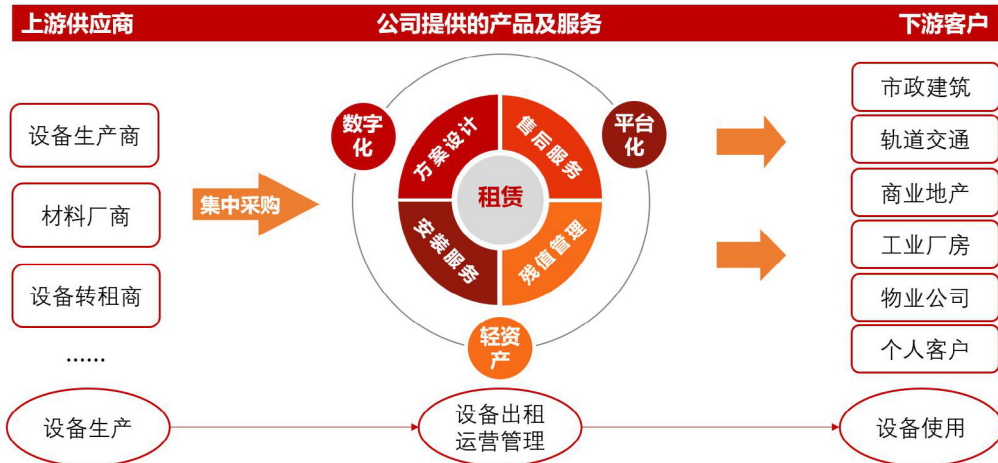 上游供应商
公司提供的产品及服务
下游客户
设备生产商
材料厂商
设备转租商
......
集中采购
数字
化
平台
化
轻资
产
方案设计
售后服务
安装服务
残值管理
租赁
市政建筑
轨道交通
商业地产
工业厂房
物业公司
个人客户
设备生产
设备出租
运营管理
设备使用